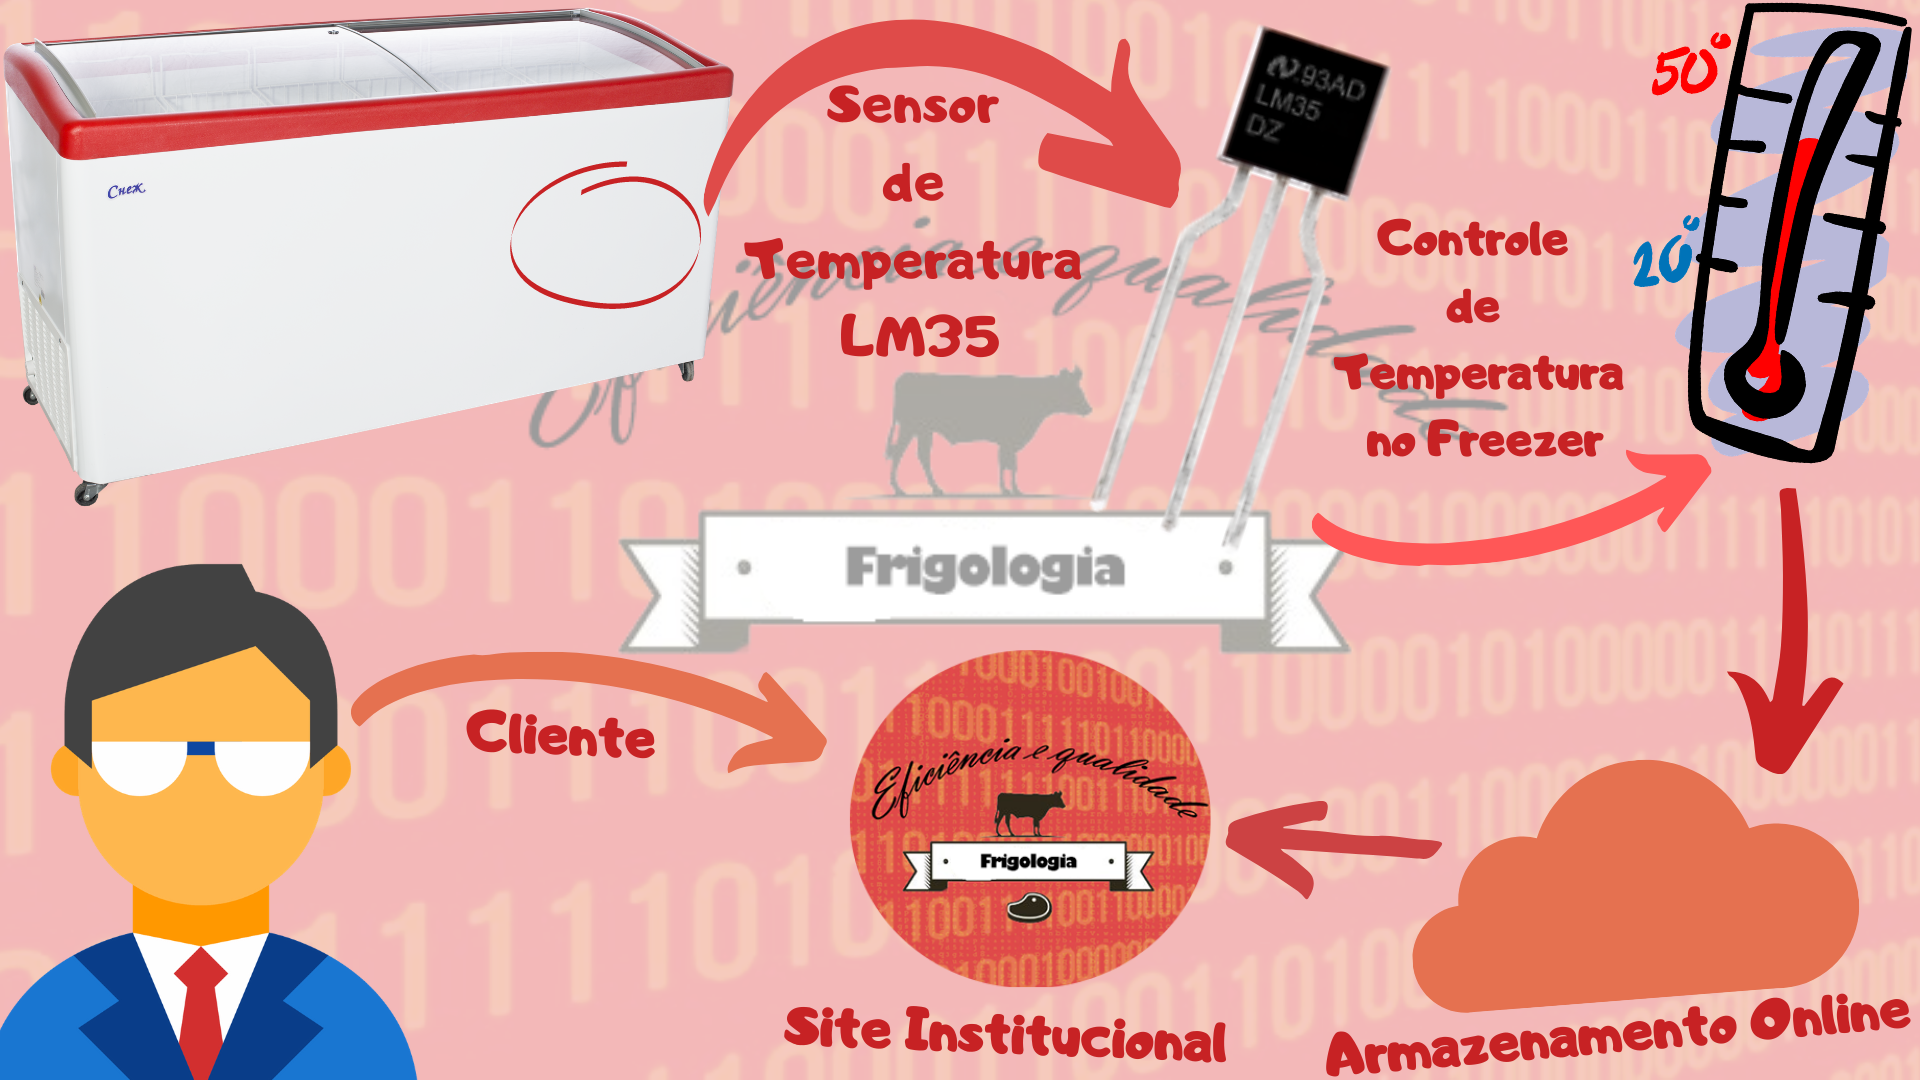 Снеж
Sensor
de
Temperatura
LM35
93AD
LM35
DZ
50°
20°
Controle
de
Temperatura
no Freezer
Eficiência e qualidade
Frigologia
Cliente
Eficiência e qualidade
Frigologia
Site Institucional
Armazenamento Online